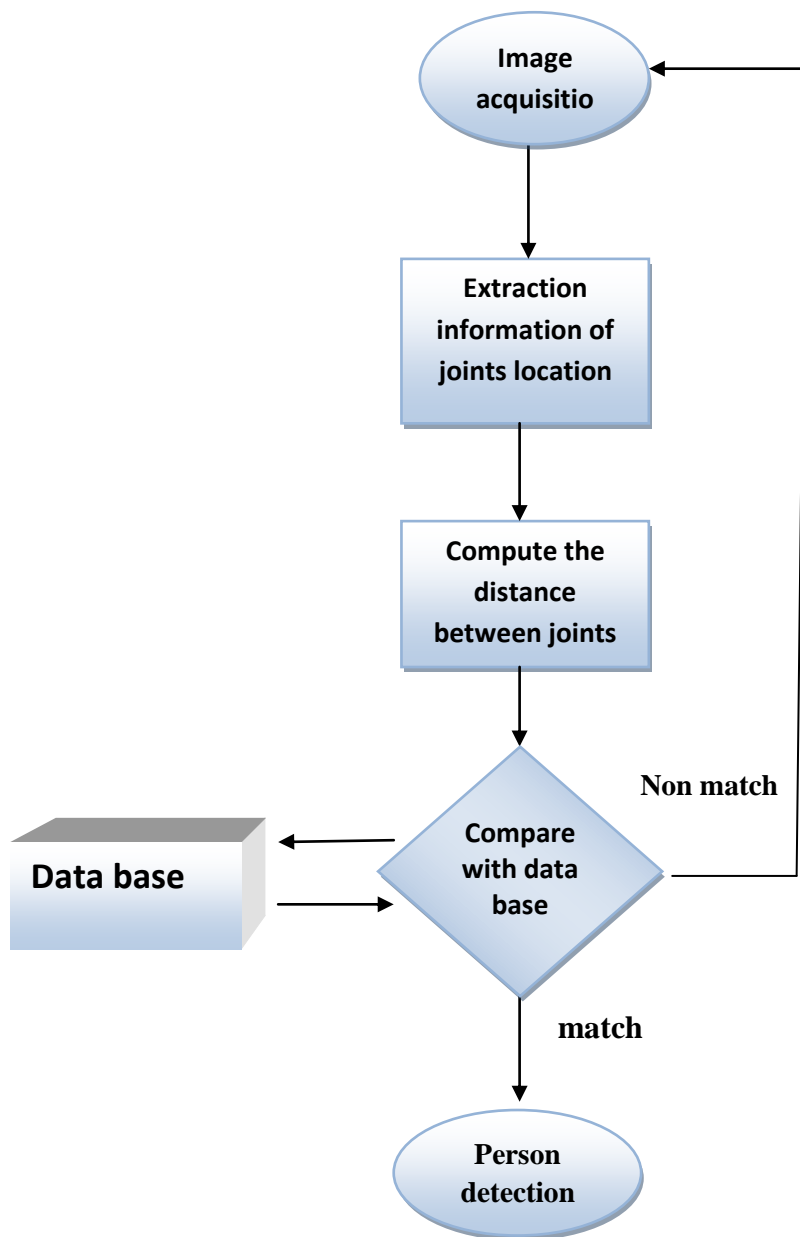 Image
acquisitio
Extraction
information of
joints location
Compute the
distance
between joints
Non match
Compare
with data
base
Data base
match
Person
detection